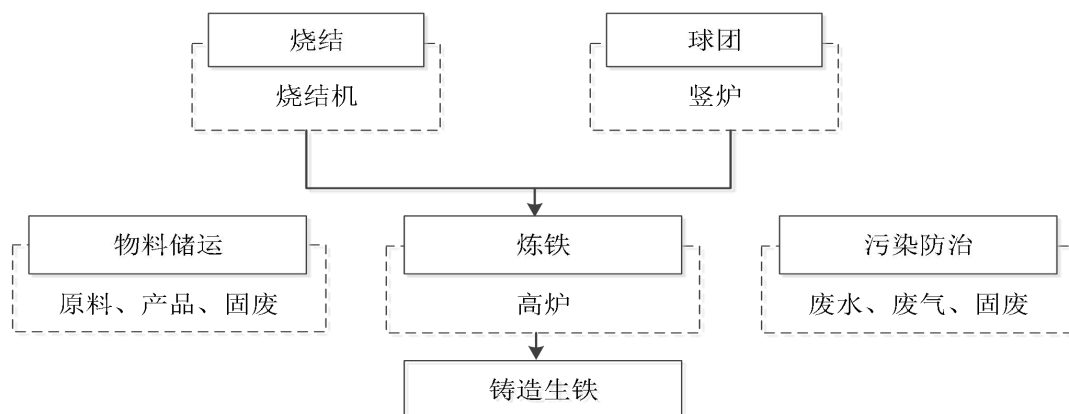 烧结
球团
烧结机
竖炉
物料储运
炼铁
污染防治
原料、产品、固废
高炉
废水、废气、固废
铸造生铁